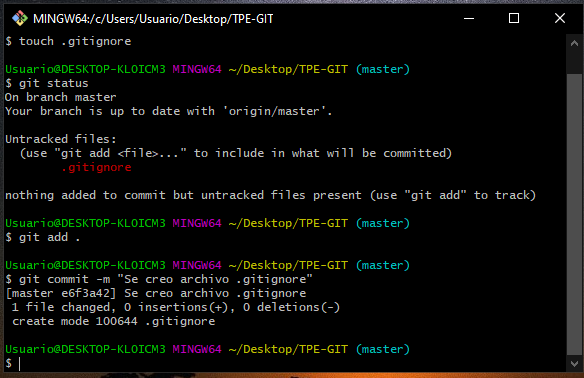 MINGW64:/c/Users/Usuario/Desktop/TPE-GIT
$ touch .gitignore
Usuario@DESKTOP-KLOICM3 MINGW64 ~/Desktop/TPE-GIT (master)
$ git status
On branch master
Your branch is up to date with 'origin/master'.
Untracked files:
  (use "git add <file>..." to include in what will be committed)
        .gitignore
nothing added to commit but untracked files present (use "git add" to track)
Usuario@DESKTOP-KLOICM3 MINGW64 ~/Desktop/TPE-GIT (master)
$ git add .
Usuario@DESKTOP-KLOICM3 MINGW64 ~/Desktop/TPE-GIT (master)
$ git commit -m "Se creo archivo .gitignore"
[master e6f3a42] Se creo archivo .gitignore
 1 file changed, 0 insertions(+), 0 deletions(-)
 create mode 100644 .gitignore
Usuario@DESKTOP-KLOICM3 MINGW64 ~/Desktop/TPE-GIT (master)
$